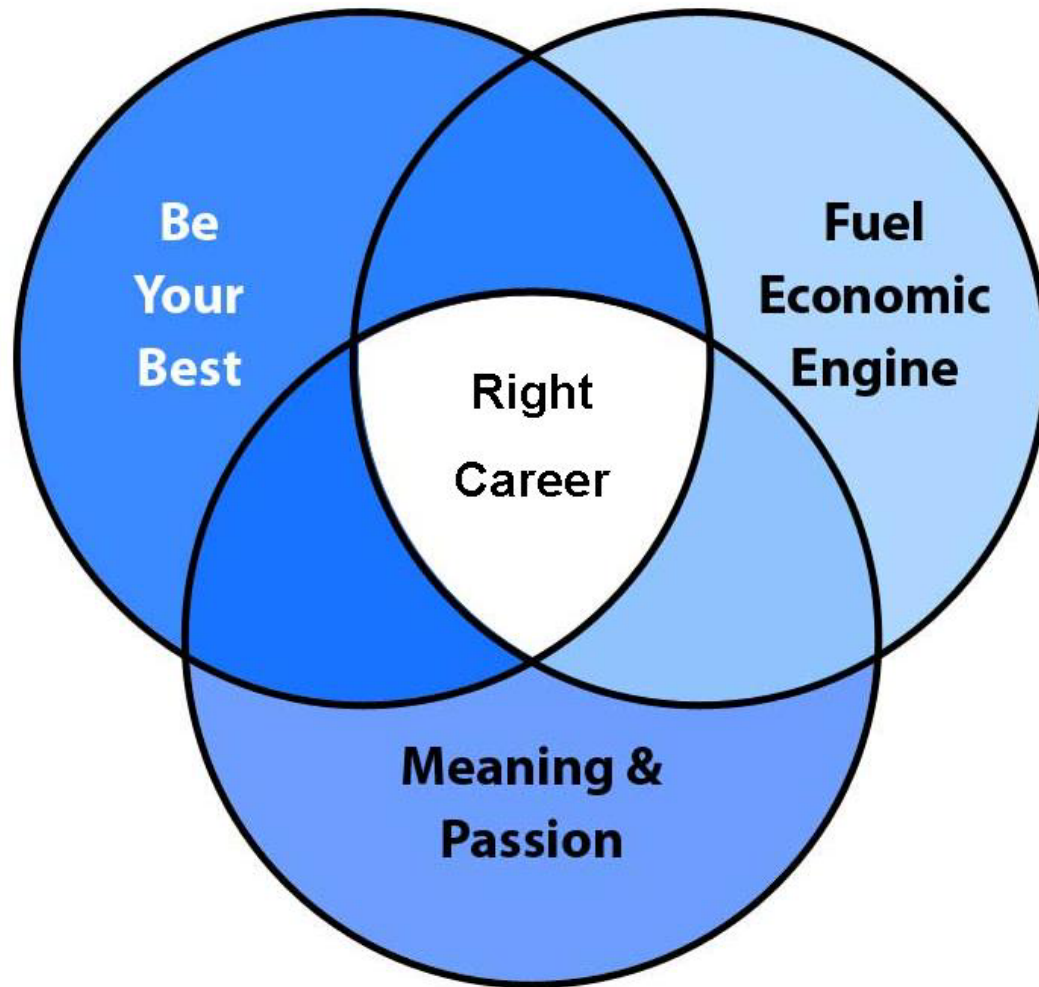 Be
Your
Best
Fuel
Economic
Engine
Right
Career
Meaning &
Passion